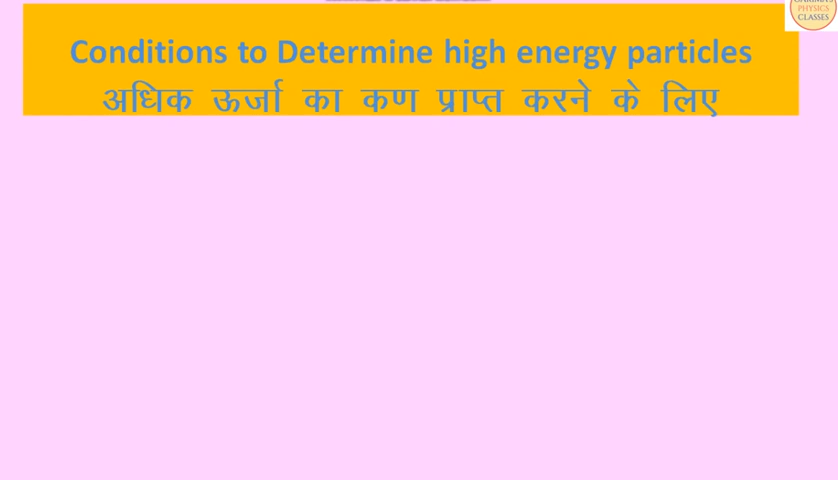 PHYSICS
CLASSES
Conditions to Determine high energy particles
अधिक ऊर्जा का कण प्राप्त करने के लिए